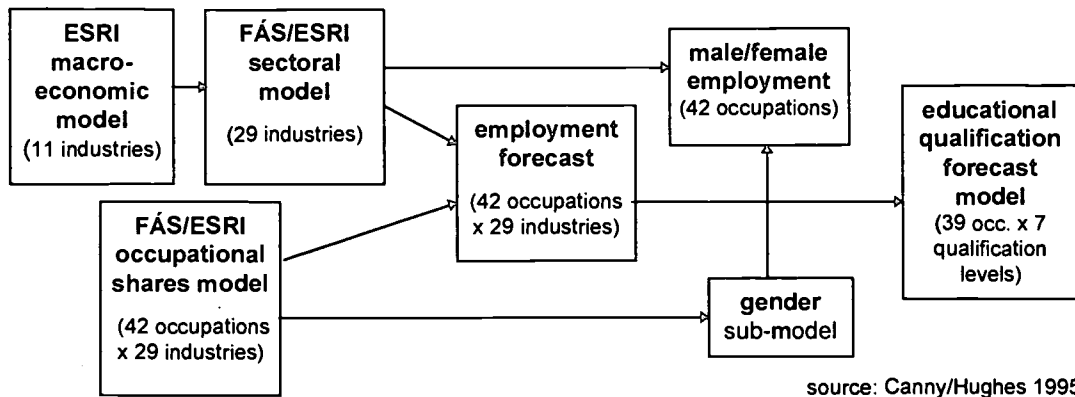 ESRI
macro-
economic
model
(11 industries)
FÁS/ESRI
sectoral
model
(29 industries)
male/female
employment
(42 occupations)
employment
forecast
(42 occupations
x 29 industries)
educational
qualification
forecast
model
(39 occ. x 7
qualification
levels)
FÁS/ESRI
occupational
shares model
(42 occupations
x 29 industries)
gender
sub-model
source: Canny/Hughes 1995